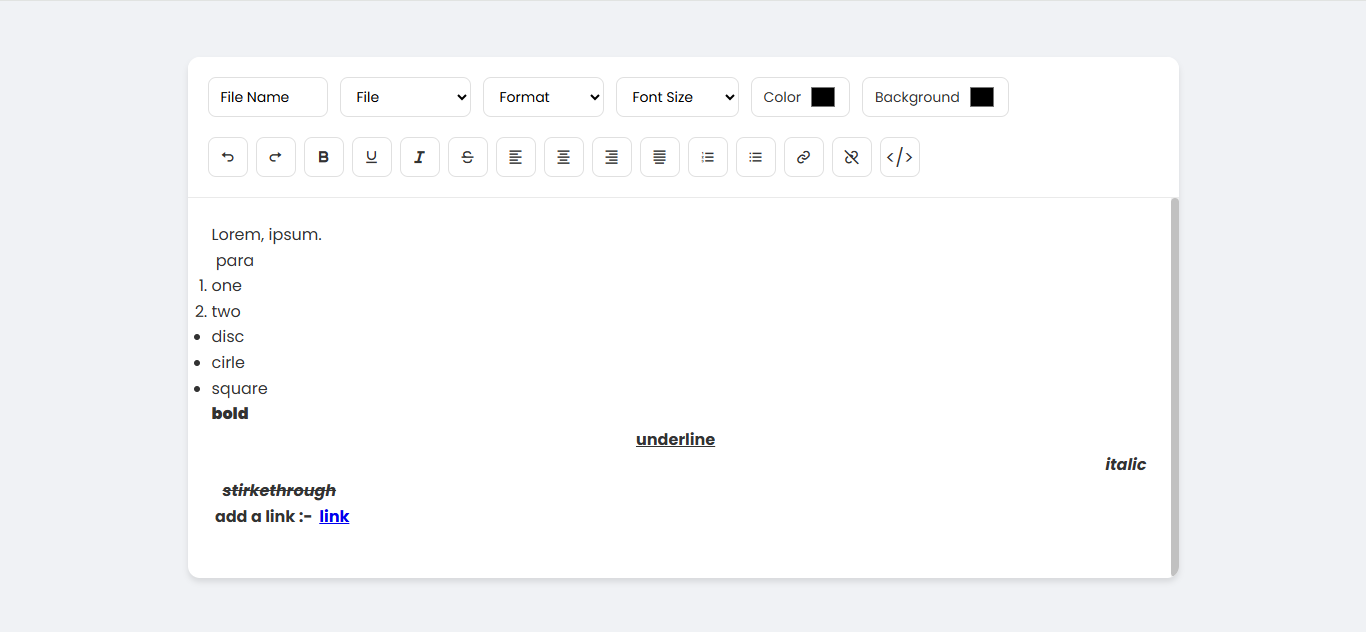 File Name File Format Font Size Color Background
B U I S </>
Lorem, ipsum.
para
1. one
2. two
• disc
• cirle
• square
bold
underline
italic
stirkethrough
add a link :- link